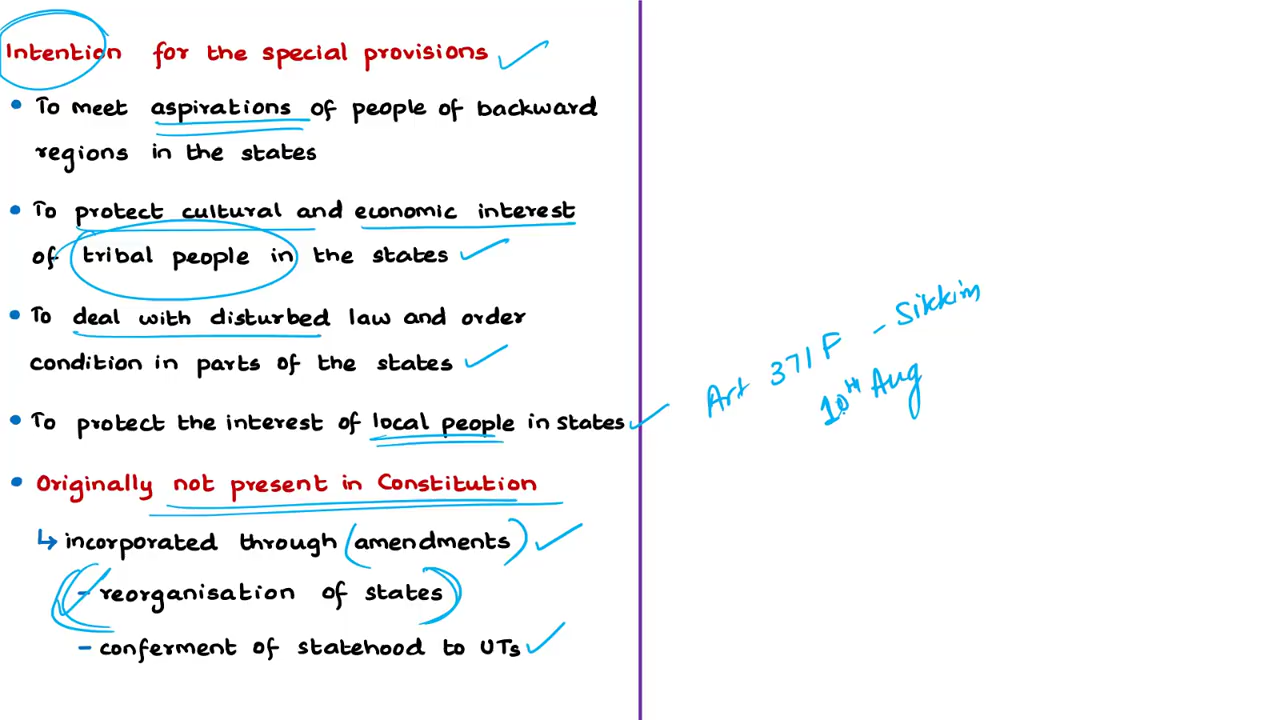 Intention for the special provisions
• To meet aspirations of people of backward
regions in the states
• To protect cultural and economic interest
of tribal people in the states
• To deal with disturbed law and order
condition in parts of the states
• To protect the interest of local people in states
• Originally not present in Constitution
↳ incorporated through (amendments)
- reorganisation of states
- conferment of statehood to UTs
Art 371F - Sikkim
10th Aug